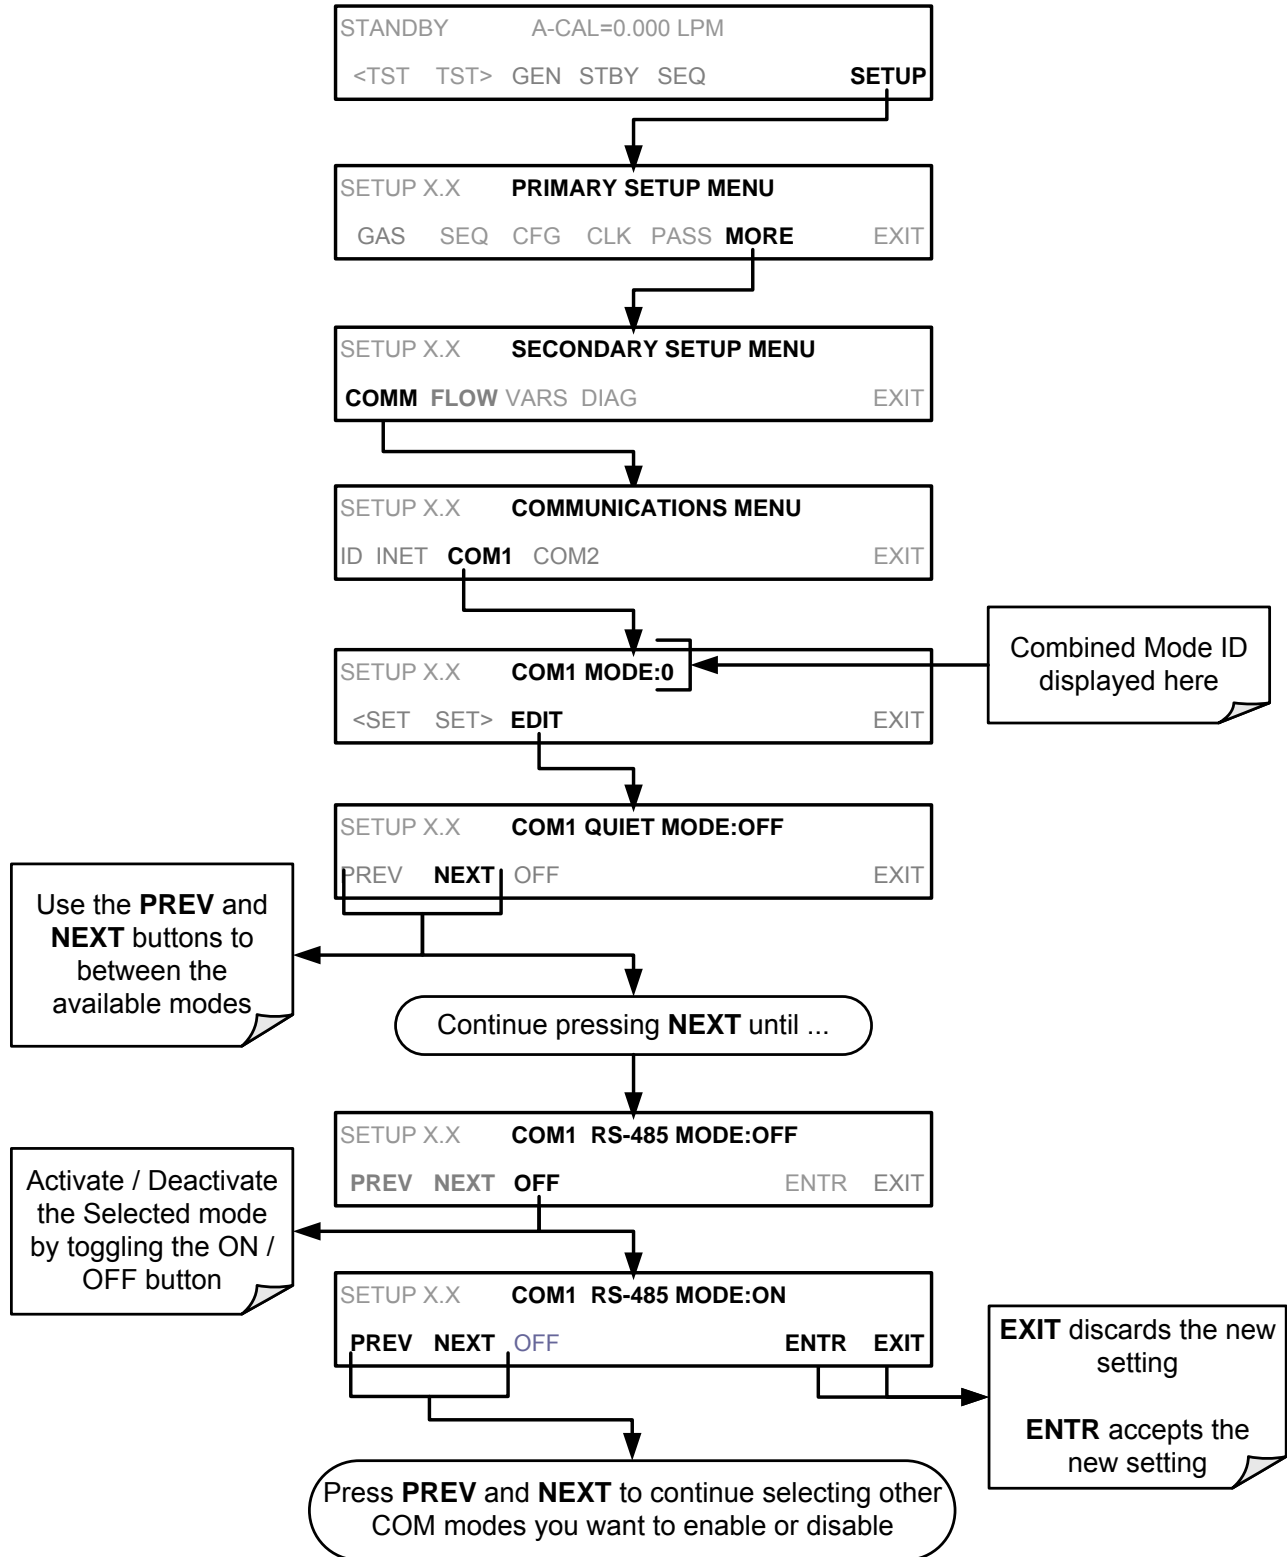 STANDBY A-CAL=0.000 LPM
<TST TST> GEN STBY SEQ SETUP
SETUP X.X PRIMARY SETUP MENU
GAS SEQ CFG CLK PASS MORE EXIT
SETUP X.X SECONDARY SETUP MENU
COMM FLOW VARS DIAG EXIT
SETUP X.X COMMUNICATIONS MENU
ID INET COM1 COM2 EXIT
SETUP X.X COM1 MODE:0
<SET SET> EDIT EXIT
Combined Mode ID
displayed here
SETUP X.X COM1 QUIET MODE:OFF
PREV NEXT OFF EXIT
Use the PREV and
NEXT buttons to
between the
available modes
Continue pressing NEXT until ...
SETUP X.X COM1 RS-485 MODE:OFF
PREV NEXT OFF ENTR EXIT
Activate / Deactivate
the Selected mode
by toggling the ON /
OFF button
SETUP X.X COM1 RS-485 MODE:ON
PREV NEXT OFF ENTR EXIT
EXIT discards the new
setting
ENTR accepts the
new setting
Press PREV and NEXT to continue selecting other
COM modes you want to enable or disable